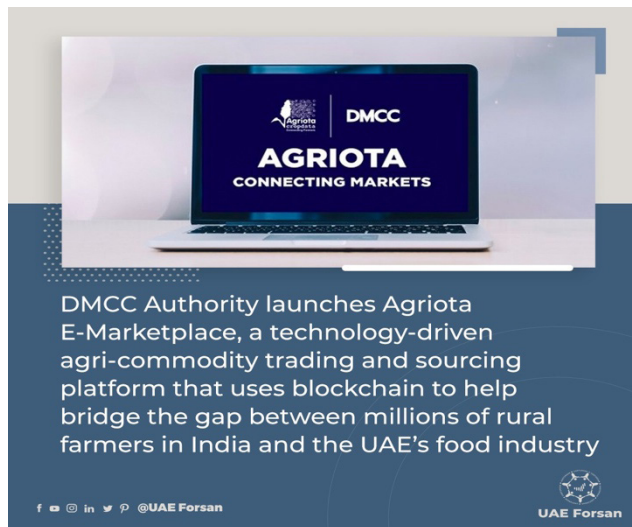 Agriota
cropdata
DMCC
AGRIOTA
CONNECTING MARKETS
DMCC Authority launches Agriota
E-Marketplace, a technology-driven
agri-commodity trading and sourcing
platform that uses blockchain to help
bridge the gap between millions of rural
farmers in India and the UAE's food industry
@UAE Forsan
UAE Forsan